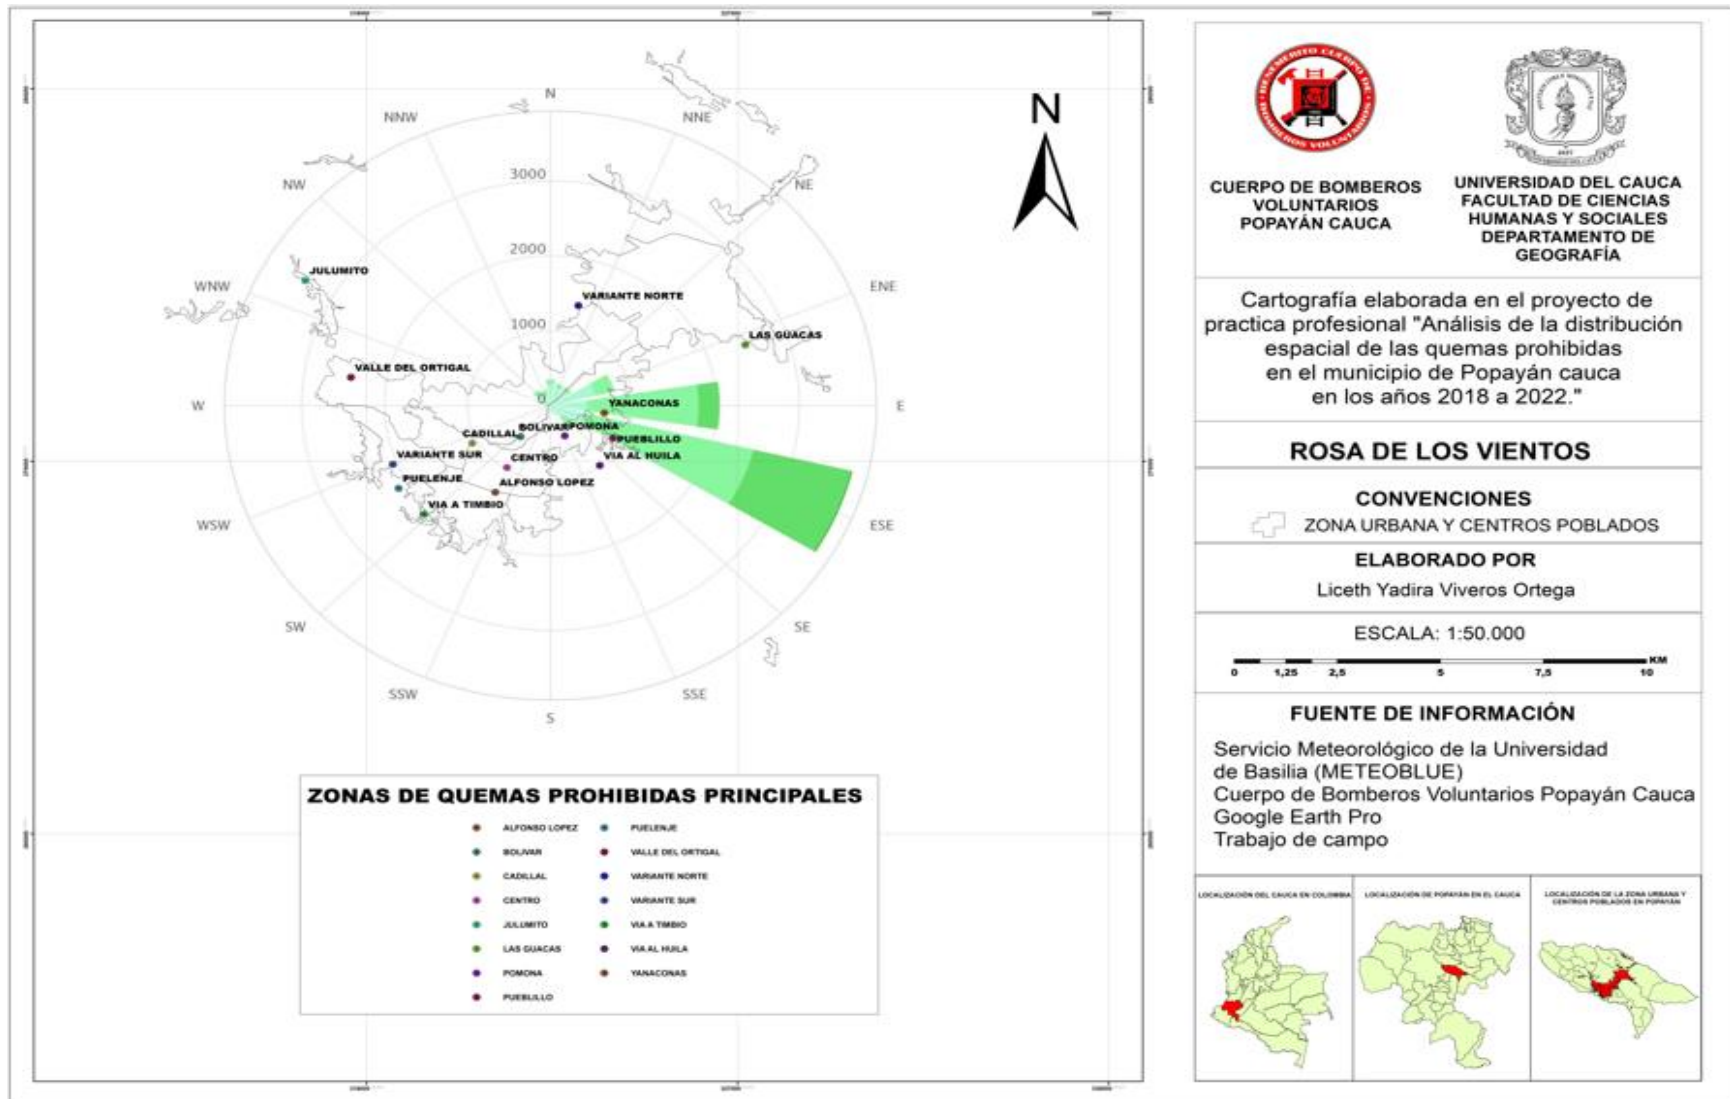 N
NNW
NNE
NW
NE
3000
2000
JULUMITO
WNW
ENE
VARIANTE NORTE
1000
LAS GUACAS
VALLE DEL ORTIGAL
W
0
YANACONAS
E
BOLIVAR
POMONA
CADILLAL
PUEBLILLO
VARIANTE SUR
CENTRO
VIA AL HUILA
PUELENJE
ALFONSO LOPEZ
VIA A TIMBIO
WSW
ESE
SW
SE
SSW
SSE
S
N
ZONAS DE QUEMAS PROHIBIDAS PRINCIPALES
ALFONSO LOPEZ
BOLIVAR
CADILLAL
CENTRO
JULUMITO
LAS GUACAS
POMONA
PUEBLILLO
PUELENJE
VALLE DEL ORTIGAL
VARIANTE NORTE
VARIANTE SUR
VIA A TIMBIO
VIA AL HUILA
YANACONAS
BENEMERITO CUERPO DE
BOMBEROS VOLUNTARIOS
CUERPO DE BOMBEROS
VOLUNTARIOS
POPAYÁN CAUCA
UNIVERSIDAD DEL CAUCA
FACULTAD DE CIENCIAS
HUMANAS Y SOCIALES
DEPARTAMENTO DE
GEOGRAFÍA
Cartografía elaborada en el proyecto de
practica profesional "Análisis de la distribución
espacial de las quemas prohibidas
en el municipio de Popayán cauca
en los años 2018 a 2022."
ROSA DE LOS VIENTOS
CONVENCIONES
ZONA URBANA Y CENTROS POBLADOS
ELABORADO POR
Liceth Yadira Viveros Ortega
ESCALA: 1:50.000
KM
0 1,25 2,5 5 7,5 10
FUENTE DE INFORMACIÓN
Servicio Meteorológico de la Universidad
de Basilia (METEOBLUE)
Cuerpo de Bomberos Voluntarios Popayán Cauca
Google Earth Pro
Trabajo de campo
LOCALIZACIÓN DEL CAUCA EN COLOMBIA
LOCALIZACIÓN DE POPAYÁN EN EL CAUCA
LOCALIZACIÓN DE LA ZONA URBANA Y
CENTROS POBLADOS EN POPAYÁN